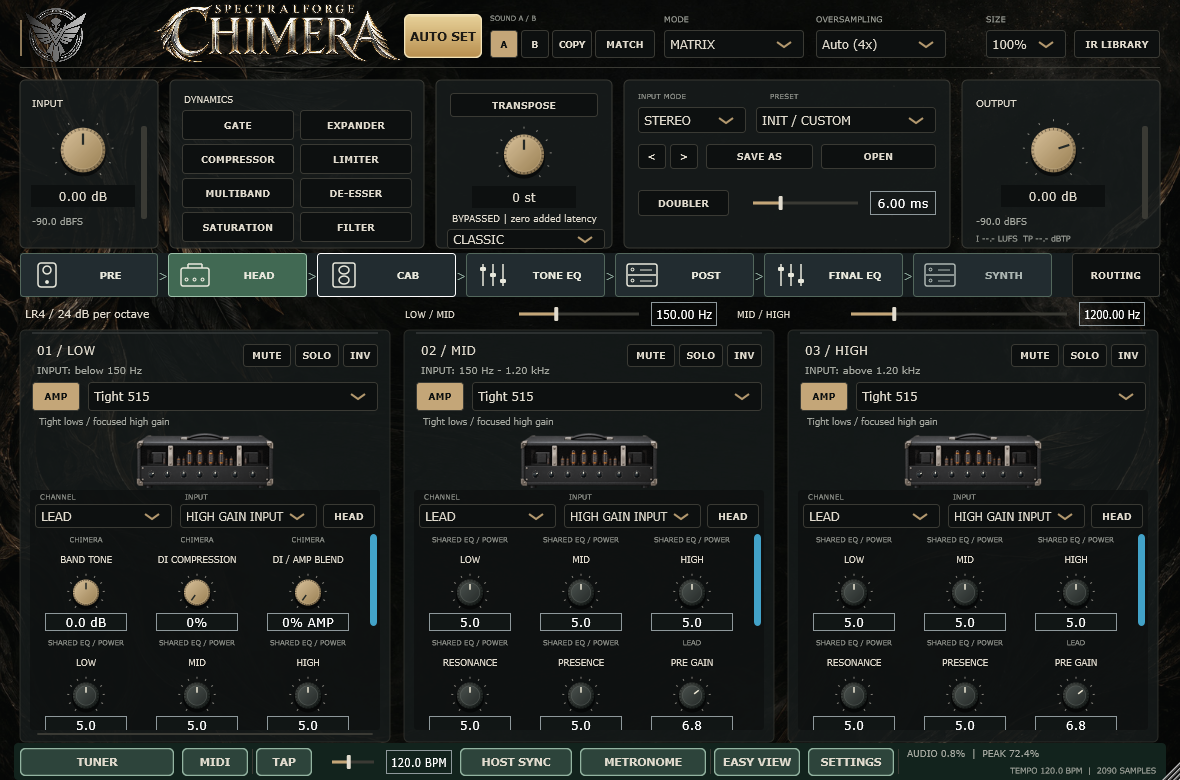 SPECTRALFORGE
CHIMERA
AUTO SET
SOUND A / B
A B COPY MATCH
MODE
MATRIX
OVERSAMPLING
Auto (4x)
SIZE
100%
IR LIBRARY
INPUT
0.00 dB
-90.0 dBFS
DYNAMICS
GATE EXPANDER
COMPRESSOR LIMITER
MULTIBAND DE-ESSER
SATURATION FILTER
TRANSPOSE
0 st
BYPASSED | zero added latency
CLASSIC
INPUT MODE PRESET
STEREO INIT / CUSTOM
< > SAVE AS OPEN
DOUBLER 6.00 ms
OUTPUT
0.00 dB
-90.0 dBFS
I --.- LUFS TP --.- dBTP
PRE > HEAD > CAB > TONE EQ > POST > FINAL EQ > SYNTH ROUTING
LR4 / 24 dB per octave LOW / MID 150.00 Hz MID / HIGH 1200.00 Hz
01 / LOW MUTE SOLO INV
INPUT: below 150 Hz
AMP Tight 515
Tight lows / focused high gain
CHANNEL INPUT
LEAD HIGH GAIN INPUT HEAD
CHIMERA CHIMERA CHIMERA
BAND TONE DI COMPRESSION DI / AMP BLEND
0.0 dB 0% 0% AMP
SHARED EQ / POWER SHARED EQ / POWER SHARED EQ / POWER
LOW MID HIGH
5.0 5.0 5.0
02 / MID MUTE SOLO INV
INPUT: 150 Hz - 1.20 kHz
AMP Tight 515
Tight lows / focused high gain
CHANNEL INPUT
LEAD HIGH GAIN INPUT HEAD
SHARED EQ / POWER SHARED EQ / POWER SHARED EQ / POWER
LOW MID HIGH
5.0 5.0 5.0
SHARED EQ / POWER SHARED EQ / POWER LEAD
RESONANCE PRESENCE PRE GAIN
5.0 5.0 6.8
03 / HIGH MUTE SOLO INV
INPUT: above 1.20 kHz
AMP Tight 515
Tight lows / focused high gain
CHANNEL INPUT
LEAD HIGH GAIN INPUT HEAD
SHARED EQ / POWER SHARED EQ / POWER SHARED EQ / POWER
LOW MID HIGH
5.0 5.0 5.0
SHARED EQ / POWER SHARED EQ / POWER LEAD
RESONANCE PRESENCE PRE GAIN
5.0 5.0 6.8
TUNER MIDI TAP 120.0 BPM HOST SYNC METRONOME EASY VIEW SETTINGS
AUDIO 0.8% | PEAK 72.4%
TEMPO 120.0 BPM | 2090 SAMPLES